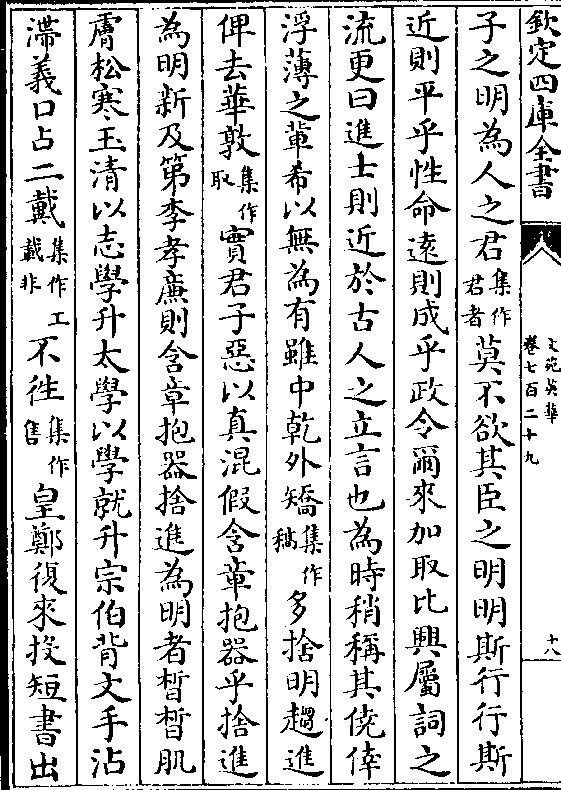 欽定四庫全書
文苑英華
卷七百二十九
十八
子之明為人之君集作君者莫不欲其臣之明明斯行行斯
近則平乎性命遠則成乎政令爾來加取比興屬詞之
流更曰進士則近於古人之立言也為時稍稱其僥倖
浮薄之輩希以無為有雖中乾外矯集作稿多捨明趨進
俾去華敦集作取實君子惡以真混假含章抱器乎捨進
為明新及第李孝廉則含章抱器捨進為明者晳晳肌
膚松寒玉清以志學升太學以學就升宗伯背文手沾
滯義口占二戴集作工載非不徃集作售皇鄭復來投短書出